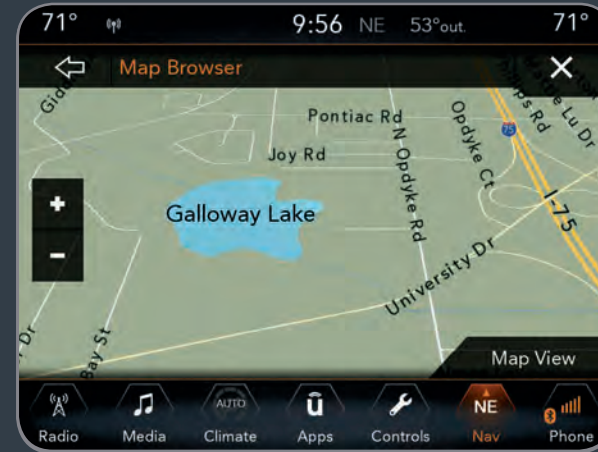 71° 9:56 NE 53°out. 71°
Map Browser
Pontiac Rd
Joy Rd
N Opdyke Rd
Opdyke Ct
75
I-75
Galloway Lake
+
-
University Dr
Bay St
Map View
AUTO
NE
Radio Media Climate Apps Controls Nav Phone